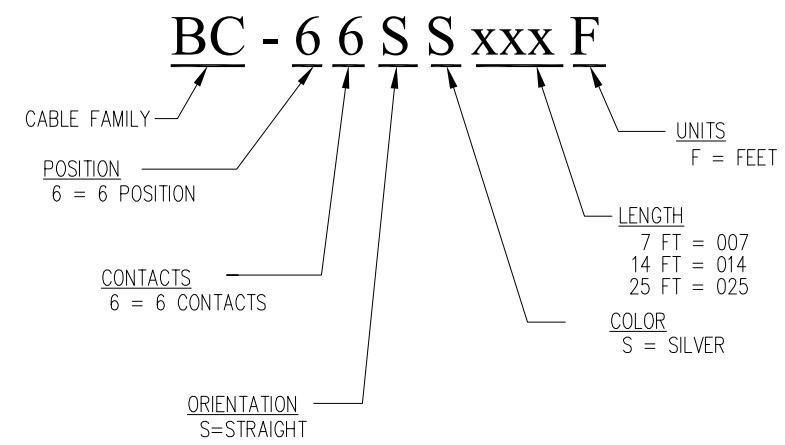 BC - 6 6 S S xxx F
CABLE FAMILY
POSITION
6 = 6 POSITION
CONTACTS
6 = 6 CONTACTS
ORIENTATION
S=STRAIGHT
UNITS
F = FEET
LENGTH
7 FT = 007
14 FT = 014
25 FT = 025
COLOR
S = SILVER